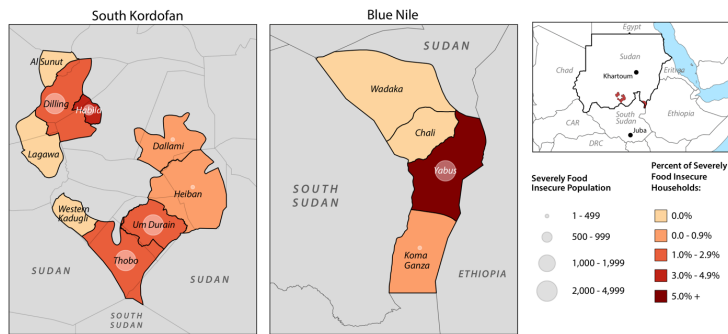 South Kordofan
Al Sunut
Dilling
Habila
Lagawa
Dallami
Heiban
Western
Kadugli
Um Durain
Thobo
SUDAN
SUDAN
SOUTH
SUDAN
Blue Nile
SUDAN
Wadaka
Chali
Yabus
SOUTH
SUDAN
Koma
Ganza
ETHIOPIA
Egypt
Sudan
Chad
Khartoum
Eritrea
South
Sudan
Ethiopia
CAR
Juba
DRC
Severely Food
Insecure Population
1 - 499
500 - 999
1,000 - 1,999
2,000 - 4,999
Percent of Severely
Food Insecure
Households:
0.0%
0.0 - 0.9%
1.0% - 2.9%
3.0% - 4.9%
5.0% +